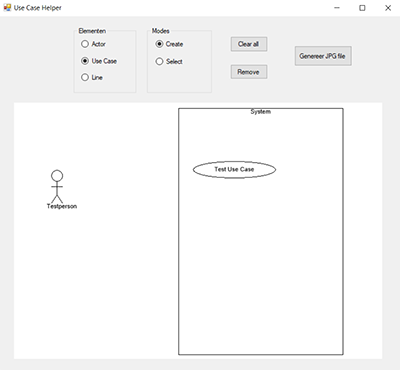 Use Case Helper
Elementen
Actor
Use Case
Line
Modes
Create
Select
Clear all
Remove
Genereer JPG file
System
Test Use Case
Testperson